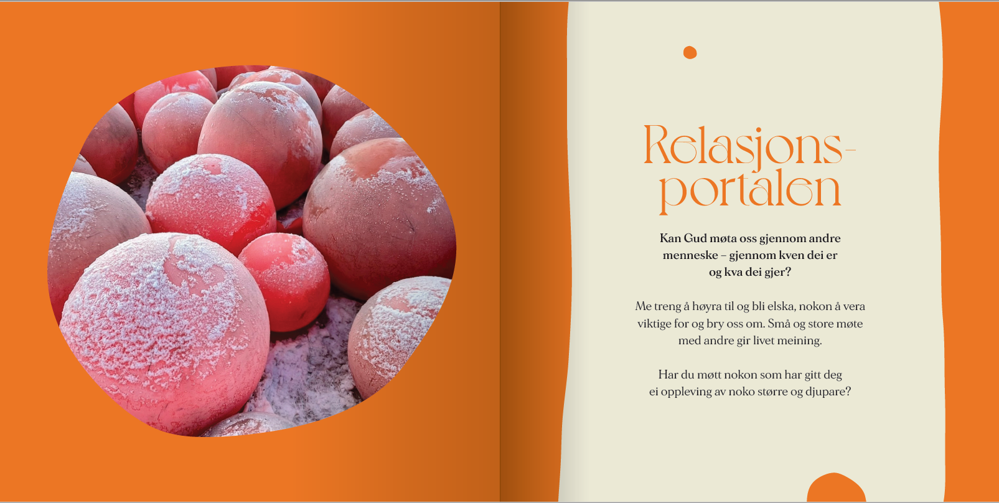 Relasjons-
portalen
Kan Gud møta oss gjennom andre
menneske – gjennom kven dei er
og kva dei gjer?
Me treng å høyra til og bli elska, nokon å vera
viktige for og bry oss om. Små og store møte
med andre gir livet meining.
Har du møtt nokon som har gitt deg
ei oppleving av noko større og djupare?